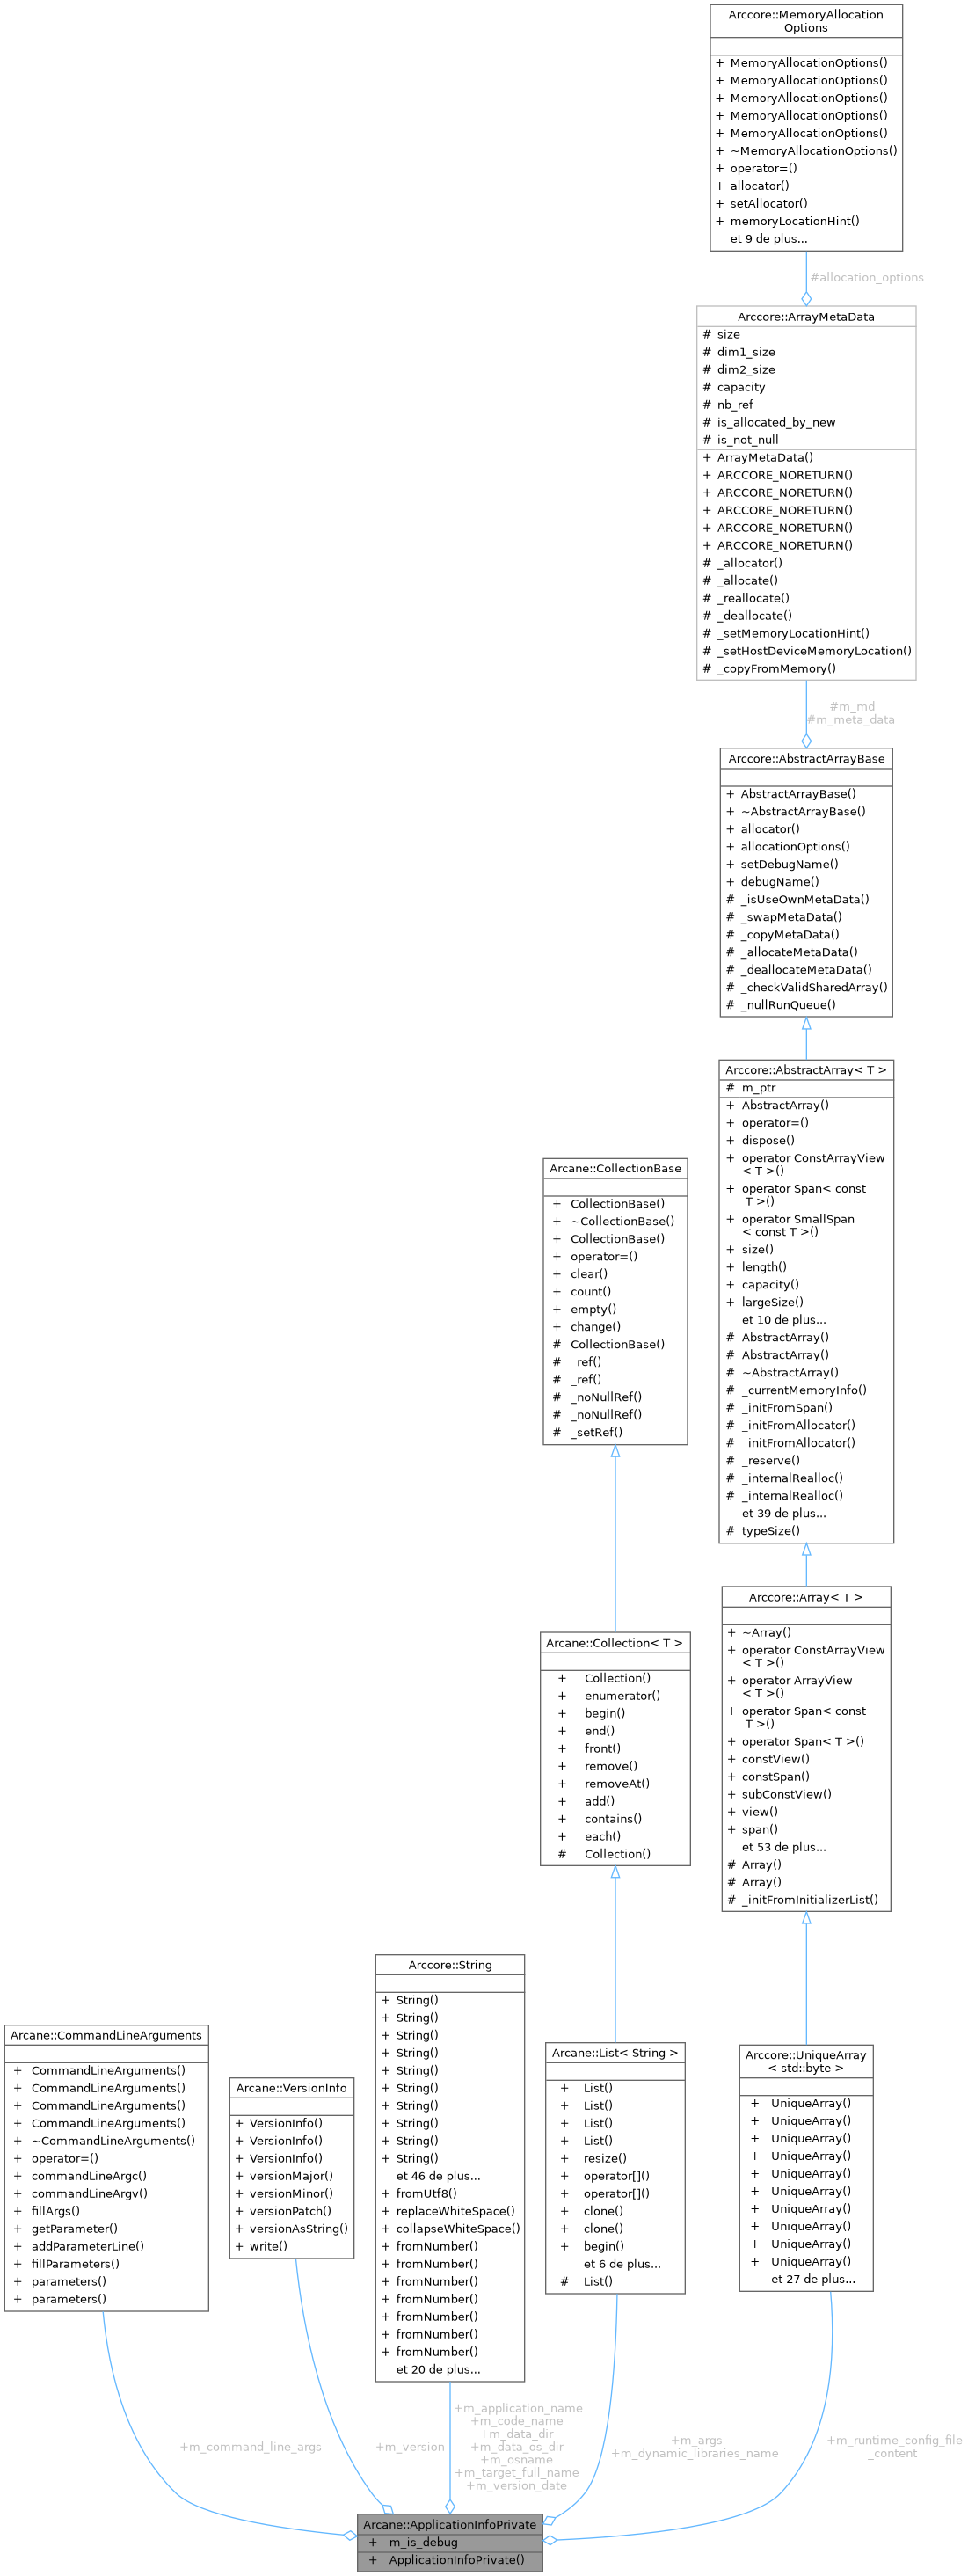 Arccore::MemoryAllocation
Options
+ MemoryAllocationOptions()
+ MemoryAllocationOptions()
+ MemoryAllocationOptions()
+ MemoryAllocationOptions()
+ MemoryAllocationOptions()
+ ~MemoryAllocationOptions()
+ operator=()
+ allocator()
+ setAllocator()
+ memoryLocationHint()
et 9 de plus...
#allocation_options
Arccore::ArrayMetaData
# size
# dim1_size
# dim2_size
# capacity
# nb_ref
# is_allocated_by_new
# is_not_null
+ ArrayMetaData()
+ ARCCORE_NORETURN()
+ ARCCORE_NORETURN()
+ ARCCORE_NORETURN()
+ ARCCORE_NORETURN()
+ ARCCORE_NORETURN()
# _allocator()
# _allocate()
# _reallocate()
# _deallocate()
# _setMemoryLocationHint()
# _setHostDeviceMemoryLocation()
# _copyFromMemory()
#m_md
#m_meta_data
Arccore::AbstractArrayBase
+ AbstractArrayBase()
+ ~AbstractArrayBase()
+ allocator()
+ allocationOptions()
+ setDebugName()
+ debugName()
# _isUseOwnMetaData()
# _swapMetaData()
# _copyMetaData()
# _allocateMetaData()
# _deallocateMetaData()
# _checkValidSharedArray()
# _nullRunQueue()
Arccore::AbstractArray< T >
# m_ptr
+ AbstractArray()
+ operator=()
+ dispose()
+ operator ConstArrayView
< T >()
+ operator Span< const
T >()
+ operator SmallSpan
< const T >()
+ size()
+ length()
+ capacity()
+ largeSize()
et 10 de plus...
# AbstractArray()
# AbstractArray()
# ~AbstractArray()
# _currentMemoryInfo()
# _initFromSpan()
# _initFromAllocator()
# _initFromAllocator()
# _reserve()
# _internalRealloc()
# _internalRealloc()
et 39 de plus...
# typeSize()
Arcane::CollectionBase
+ CollectionBase()
+ ~CollectionBase()
+ CollectionBase()
+ operator=()
+ clear()
+ count()
+ empty()
+ change()
# CollectionBase()
# _ref()
# _ref()
# _noNullRef()
# _noNullRef()
# _setRef()
Arccore::Array< T >
+ ~Array()
+ operator ConstArrayView
< T >()
+ operator ArrayView
< T >()
+ operator Span< const
T >()
+ operator Span< T >()
+ constView()
+ constSpan()
+ subConstView()
+ view()
+ span()
et 53 de plus...
# Array()
# Array()
# _initFromInitializerList()
Arcane::Collection< T >
+ Collection()
+ enumerator()
+ begin()
+ end()
+ front()
+ remove()
+ removeAt()
+ add()
+ contains()
+ each()
# Collection()
Arcane::CommandLineArguments
+ CommandLineArguments()
+ CommandLineArguments()
+ CommandLineArguments()
+ CommandLineArguments()
+ ~CommandLineArguments()
+ operator=()
+ commandLineArgc()
+ commandLineArgv()
+ fillArgs()
+ getParameter()
+ addParameterLine()
+ fillParameters()
+ parameters()
+ parameters()
Arcane::VersionInfo
+ VersionInfo()
+ VersionInfo()
+ VersionInfo()
+ versionMajor()
+ versionMinor()
+ versionPatch()
+ versionAsString()
+ write()
Arccore::String
+ String()
+ String()
+ String()
+ String()
+ String()
+ String()
+ String()
+ String()
+ String()
+ String()
et 46 de plus...
+ fromUtf8()
+ replaceWhiteSpace()
+ collapseWhiteSpace()
+ fromNumber()
+ fromNumber()
+ fromNumber()
+ fromNumber()
+ fromNumber()
+ fromNumber()
+ fromNumber()
et 20 de plus...
Arcane::List< String >
+ List()
+ List()
+ List()
+ List()
+ resize()
+ operator[]()
+ operator[]()
+ clone()
+ clone()
+ begin()
et 6 de plus...
# List()
Arccore::UniqueArray
< std::byte >
+ UniqueArray()
+ UniqueArray()
+ UniqueArray()
+ UniqueArray()
+ UniqueArray()
+ UniqueArray()
+ UniqueArray()
+ UniqueArray()
+ UniqueArray()
+ UniqueArray()
et 27 de plus...
+m_command_line_args
+m_version
+m_application_name
+m_code_name
+m_data_dir
+m_data_os_dir
+m_osname
+m_target_full_name
+m_version_date
+m_args
+m_dynamic_libraries_name
+m_runtime_config_file
_content
Arcane::ApplicationInfoPrivate
+ m_is_debug
+ ApplicationInfoPrivate()